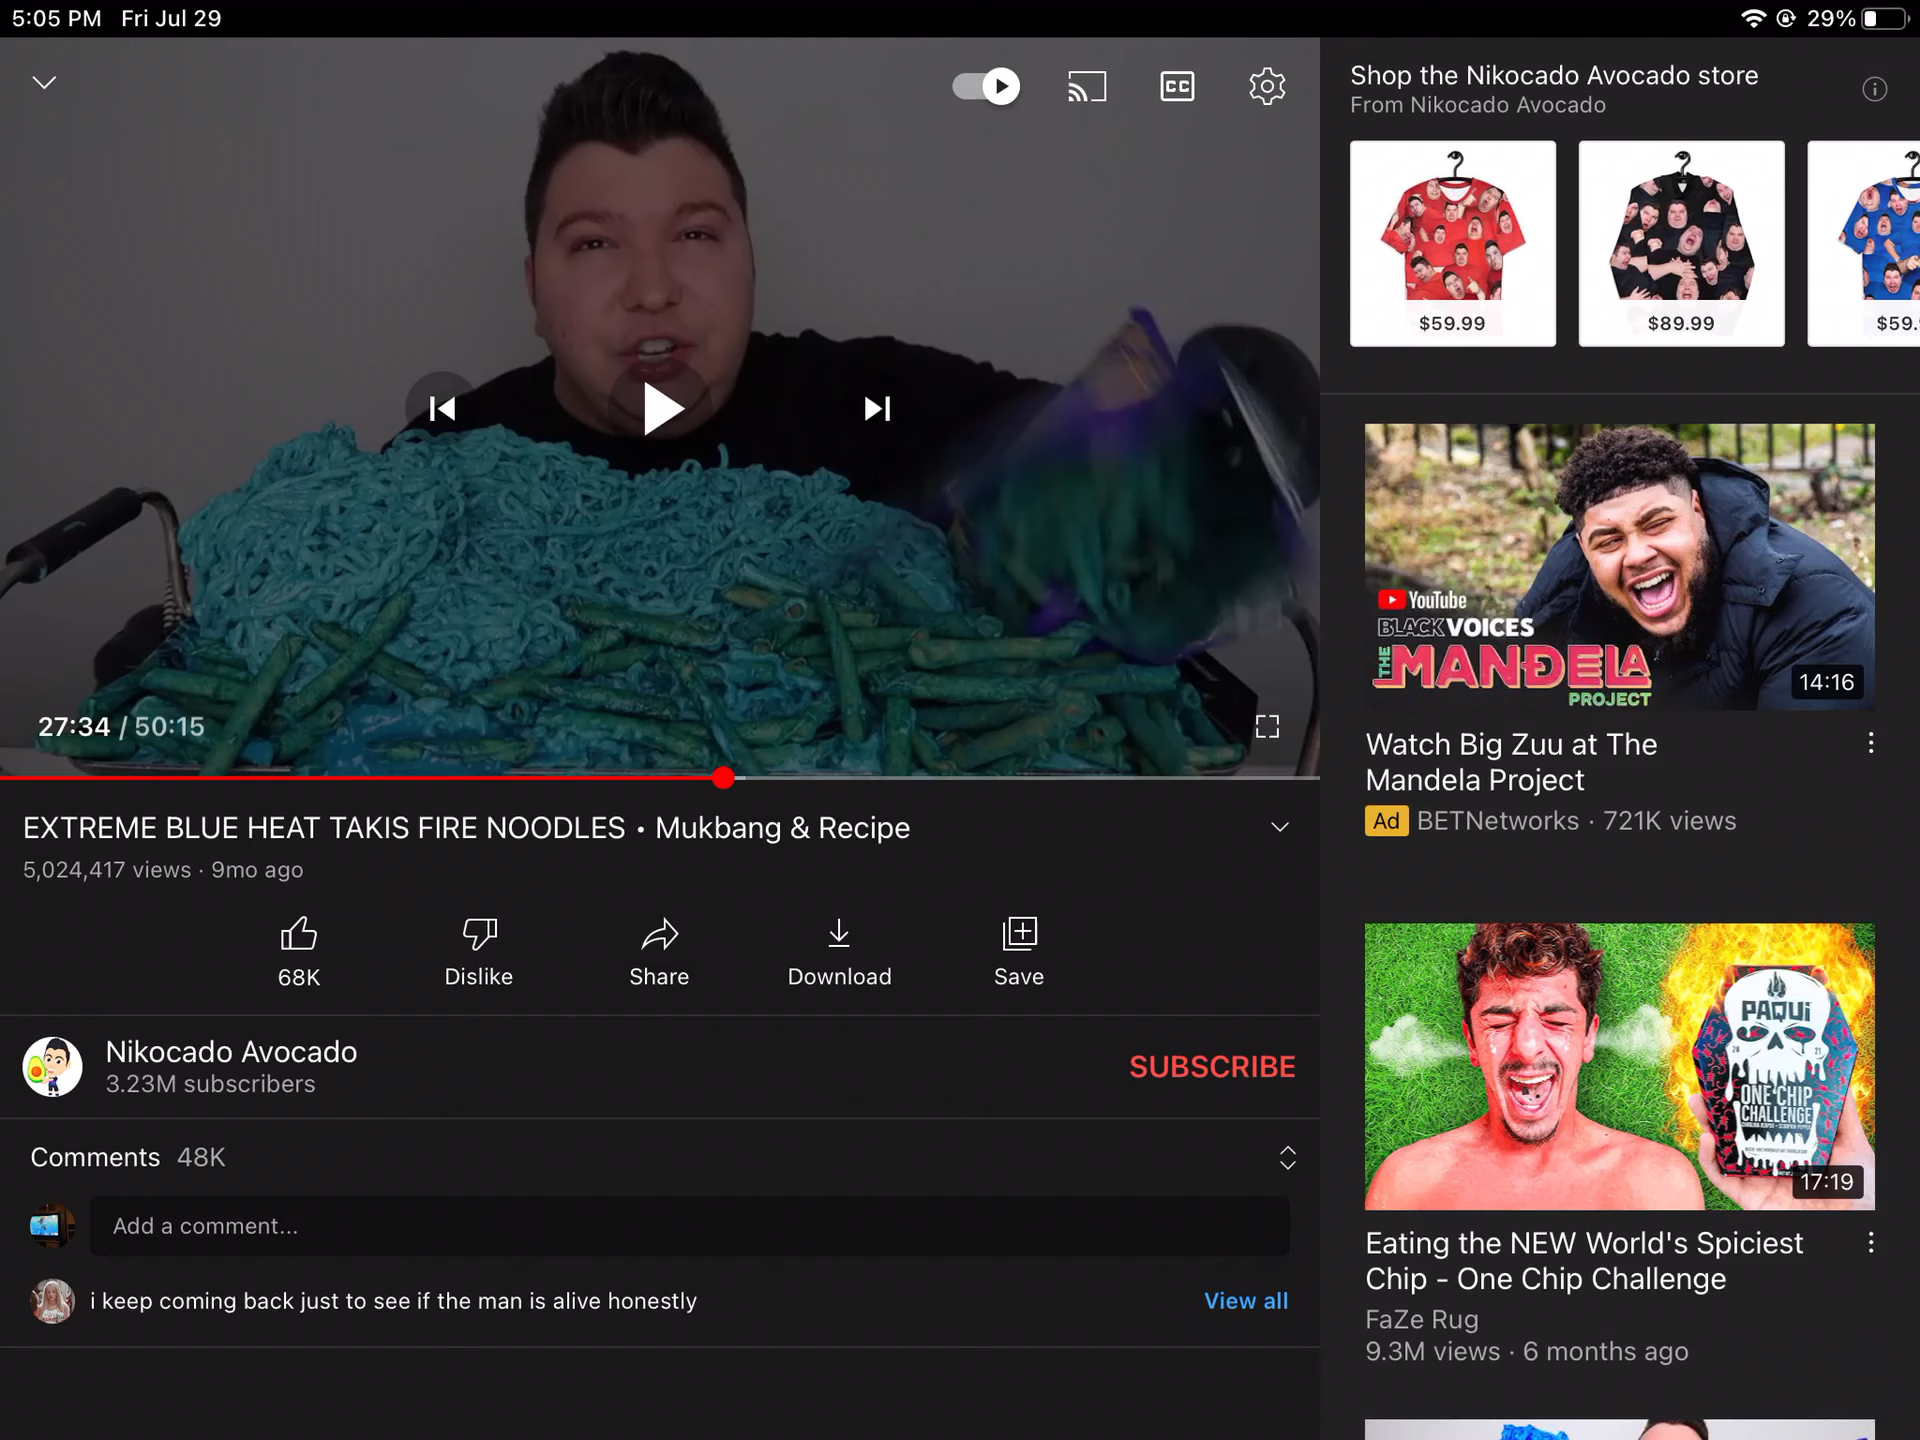 5:05 PM Fri Jul 29
29%
CC
27:34 / 50:15
EXTREME BLUE HEAT TAKIS FIRE NOODLES • Mukbang & Recipe
5,024,417 views · 9mo ago
68K
Dislike
Share
Download
Save
Nikocado Avocado
3.23M subscribers
SUBSCRIBE
Comments 48K
Add a comment...
i keep coming back just to see if the man is alive honestly
View all
Shop the Nikocado Avocado store
From Nikocado Avocado
$59.99
$89.99
$59.
YouTube
BLACK VOICES
THE MANDELA
PROJECT
14:16
Watch Big Zuu at The
Mandela Project
Ad BETNetworks · 721K views
PAQUI
20 21
ONE CHIP
CHALLENGE
17:19
Eating the NEW World's Spiciest
Chip - One Chip Challenge
FaZe Rug
9.3M views · 6 months ago